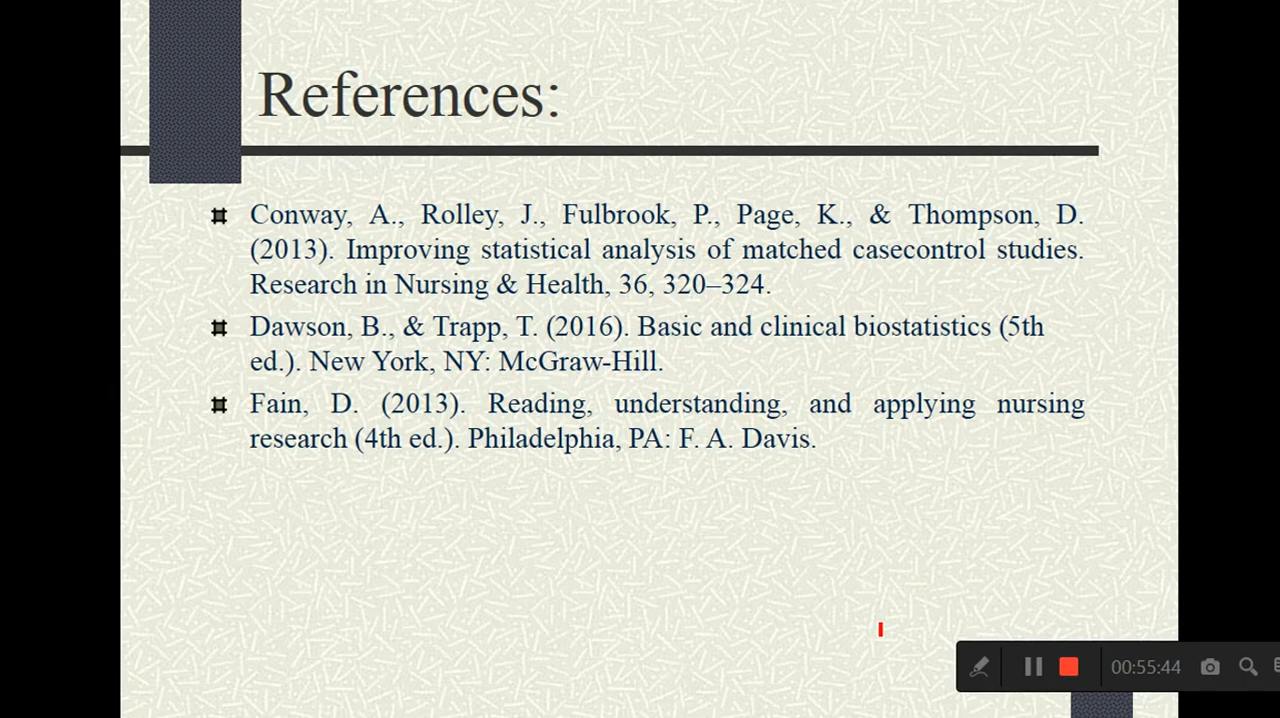 References:
Conway, A., Rolley, J., Fulbrook, P., Page, K., & Thompson, D.
(2013). Improving statistical analysis of matched casecontrol studies.
Research in Nursing & Health, 36, 320–324.
Dawson, B., & Trapp, T. (2016). Basic and clinical biostatistics (5th
ed.). New York, NY: McGraw-Hill.
Fain, D. (2013). Reading, understanding, and applying nursing
research (4th ed.). Philadelphia, PA: F. A. Davis.
00:55:44